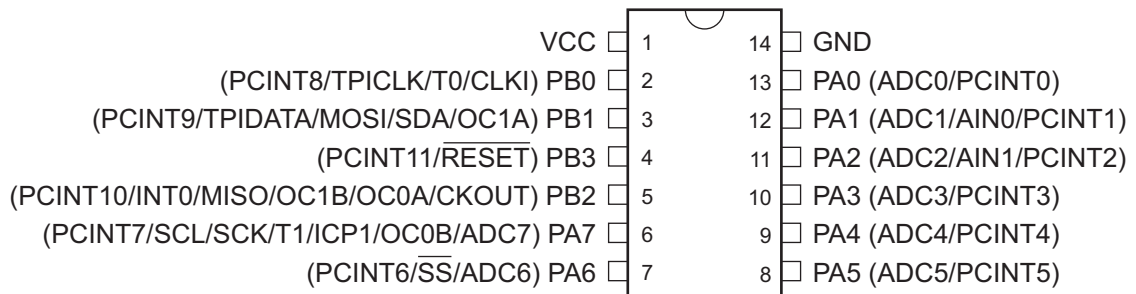 VCC 1 14 GND
(PCINT8/TPICLK/T0/CLKI) PB0 2 13 PA0 (ADC0/PCINT0)
(PCINT9/TPIDATA/MOSI/SDA/OC1A) PB1 3 12 PA1 (ADC1/AIN0/PCINT1)
(PCINT11/RESET) PB3 4 11 PA2 (ADC2/AIN1/PCINT2)
(PCINT10/INT0/MISO/OC1B/OC0A/CKOUT) PB2 5 10 PA3 (ADC3/PCINT3)
(PCINT7/SCL/SCK/T1/ICP1/OC0B/ADC7) PA7 6 9 PA4 (ADC4/PCINT4)
(PCINT6/SS/ADC6) PA6 7 8 PA5 (ADC5/PCINT5)